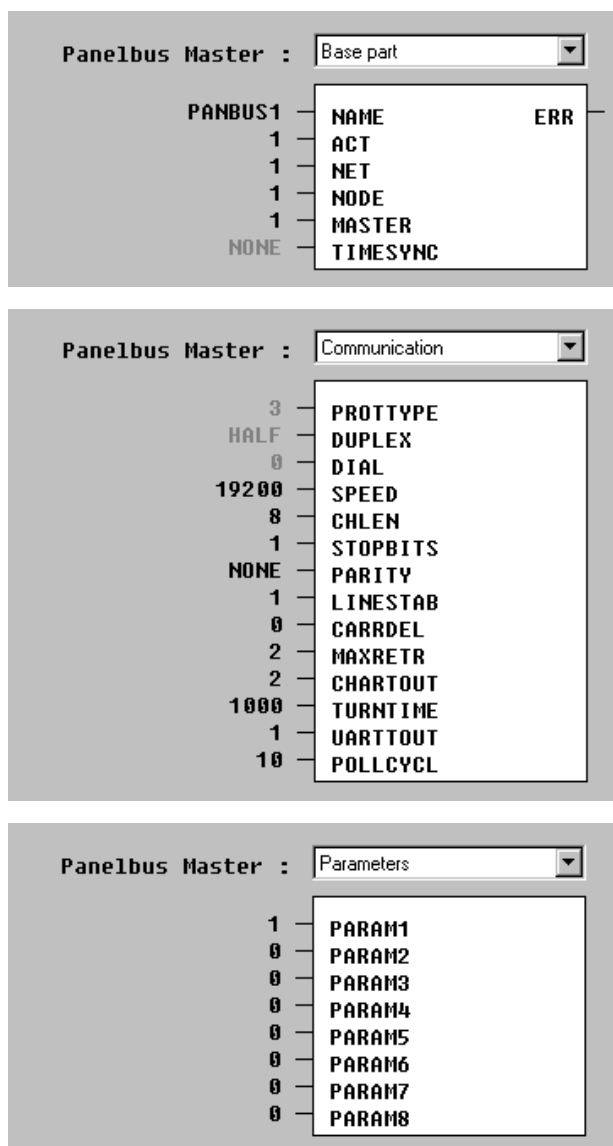 Panelbus Master : Base part
PANBUS1 NAME ERR
1 ACT
1 NET
1 NODE
1 MASTER
NONE TIMESYNC
Panelbus Master : Communication
3 PROTTYPE
HALF DUPLEX
0 DIAL
19200 SPEED
8 CHLEN
1 STOPBITS
NONE PARITY
1 LINESTAB
0 CARRDEL
2 MAXRETR
2 CHARTOUT
1000 TURNTIME
1 UARTTOUT
10 POLLCYCL
Panelbus Master : Parameters
1 PARAM1
0 PARAM2
0 PARAM3
0 PARAM4
0 PARAM5
0 PARAM6
0 PARAM7
0 PARAM8